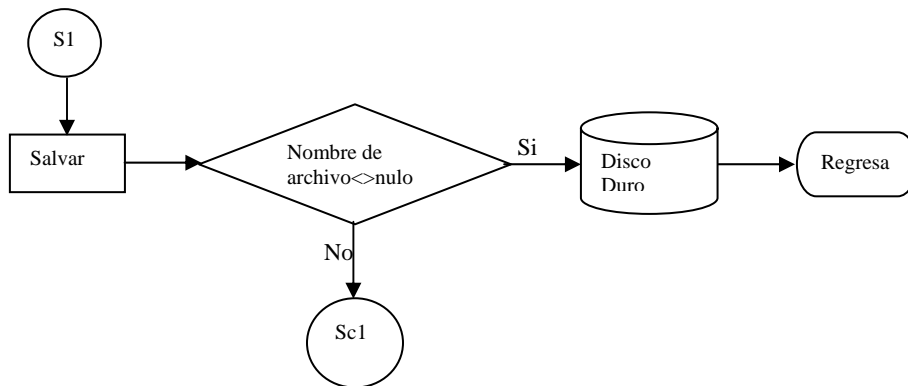 S1
Salvar
Nombre de
archivo<>nulo
Si
Disco
Duro
Regresa
No
Sc1